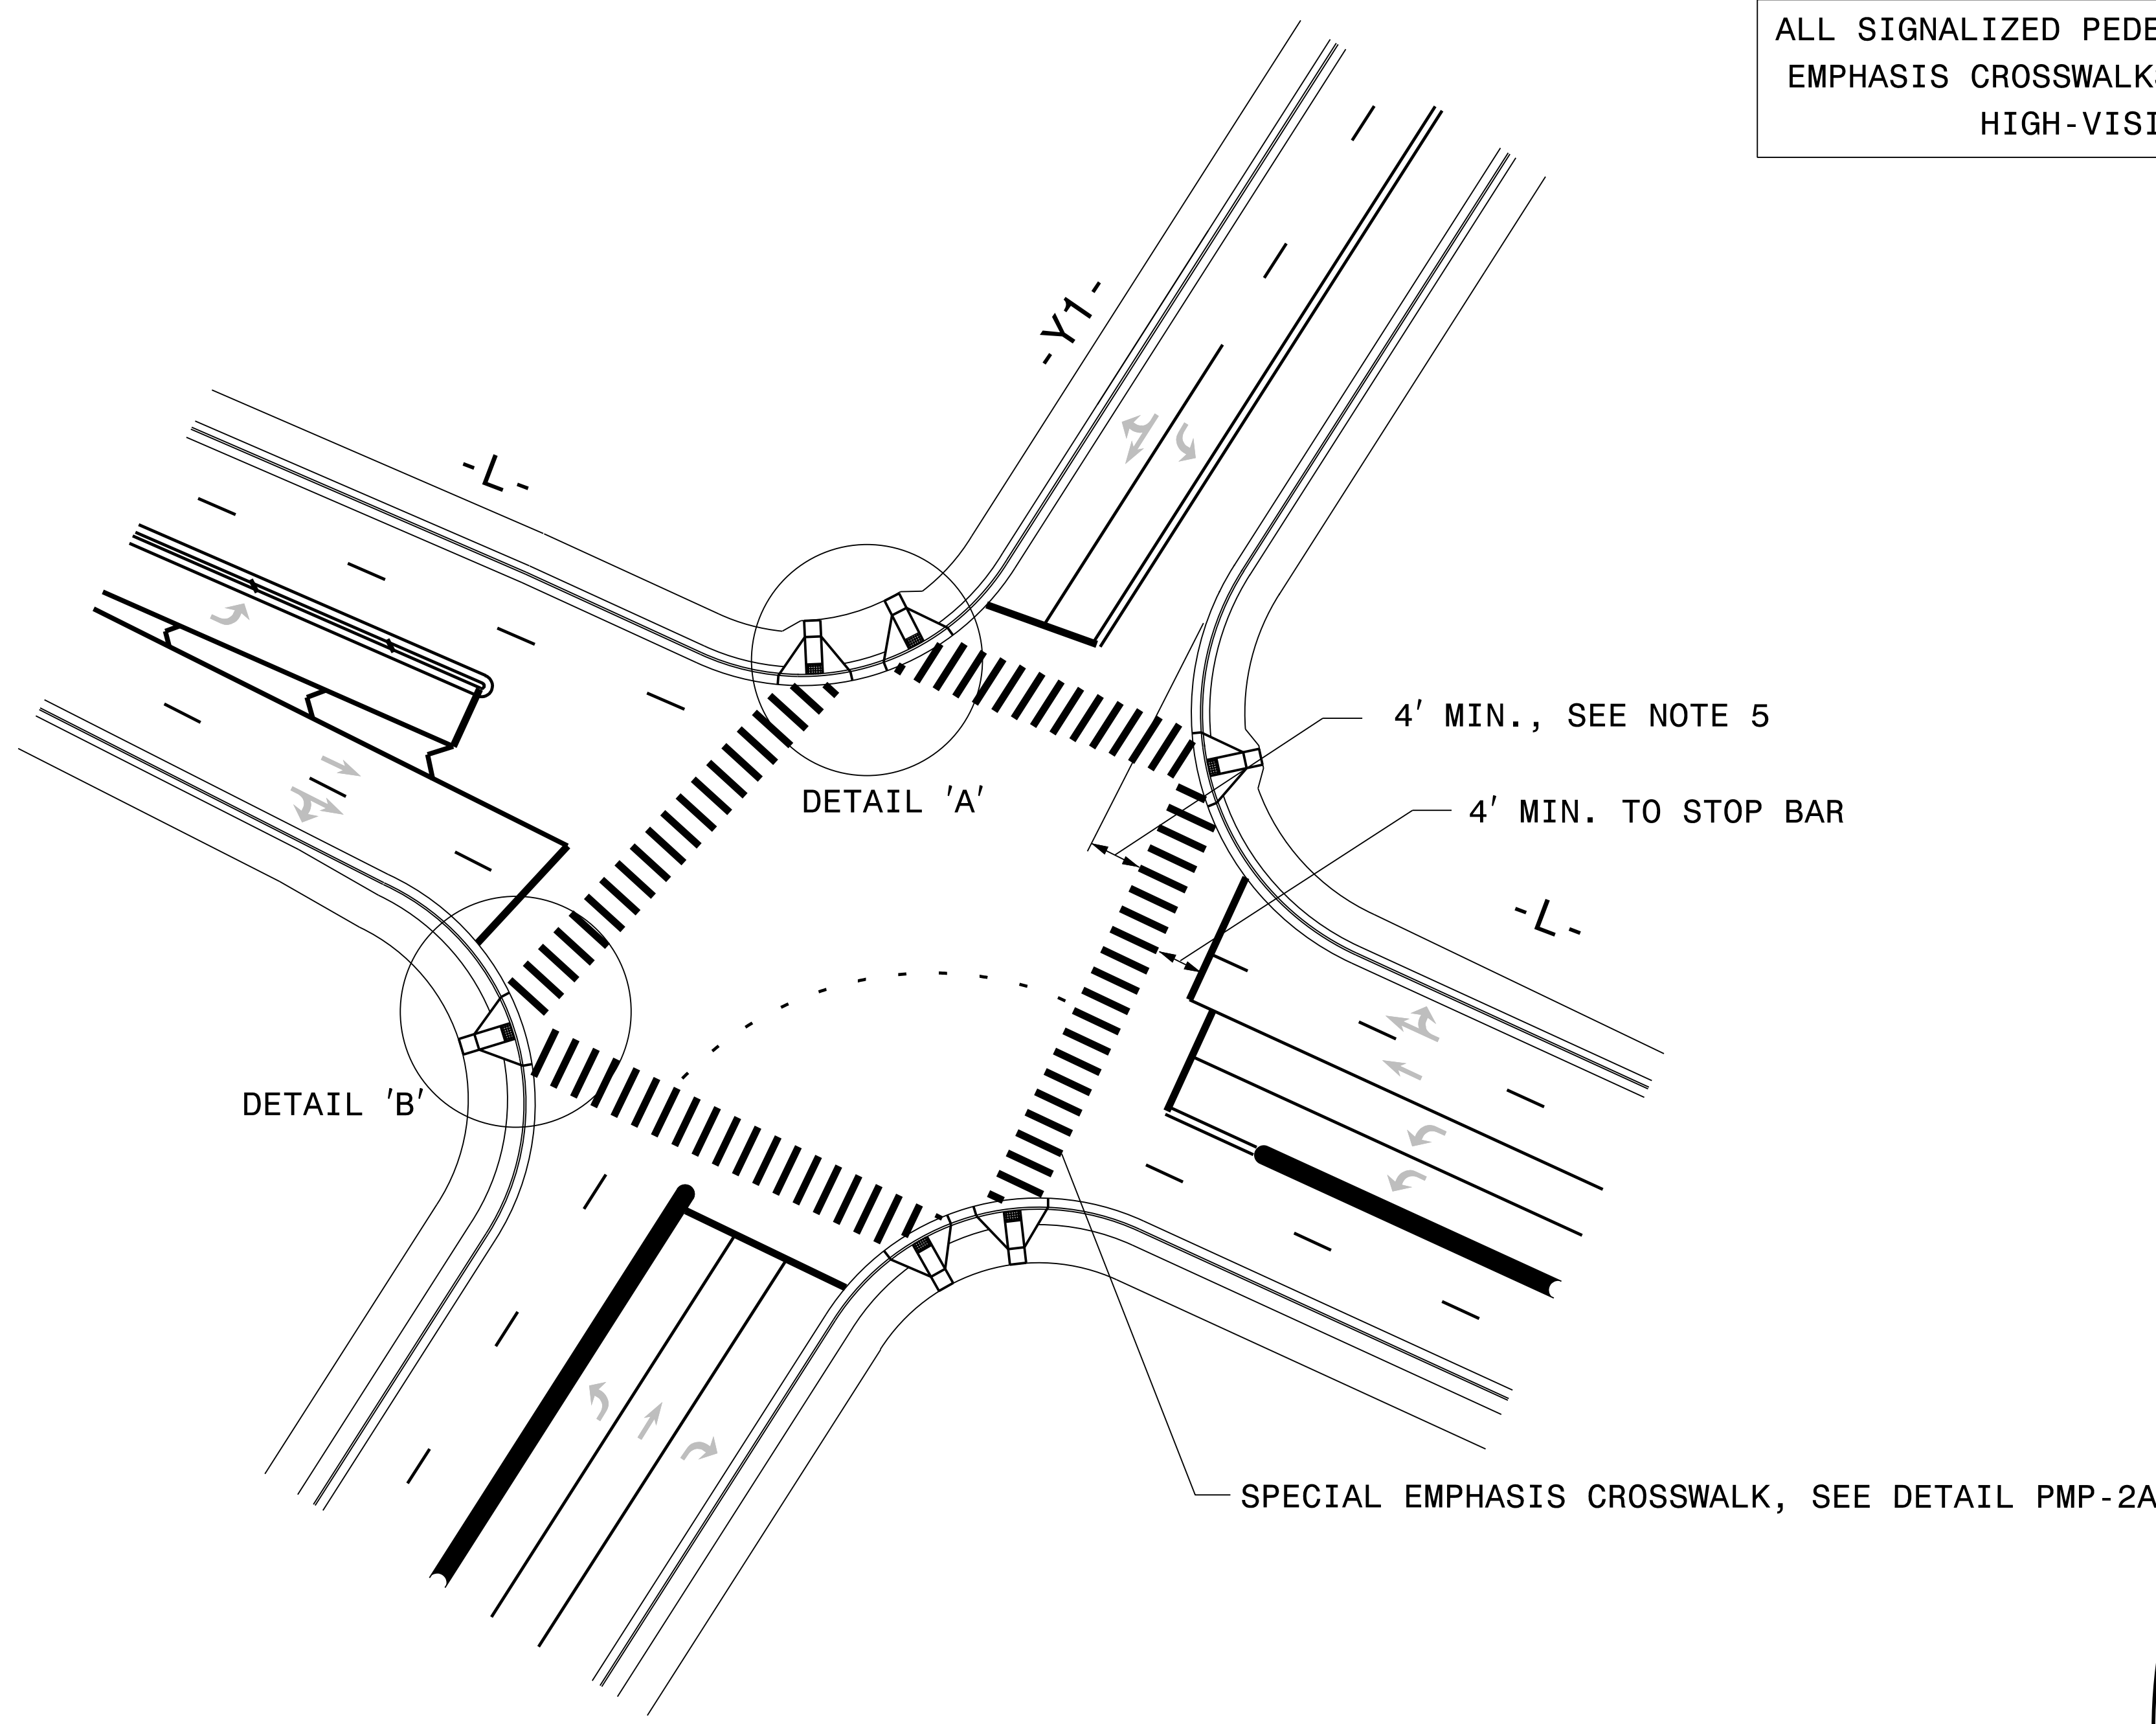 ALL SIGNALIZED PEDE
EMPHASIS CROSSWALK
HIGH-VISI
-Y1-
-L-
4' MIN., SEE NOTE 5
DETAIL 'A'
4' MIN. TO STOP BAR
-L-
DETAIL 'B'
SPECIAL EMPHASIS CROSSWALK, SEE DETAIL PMP-2A